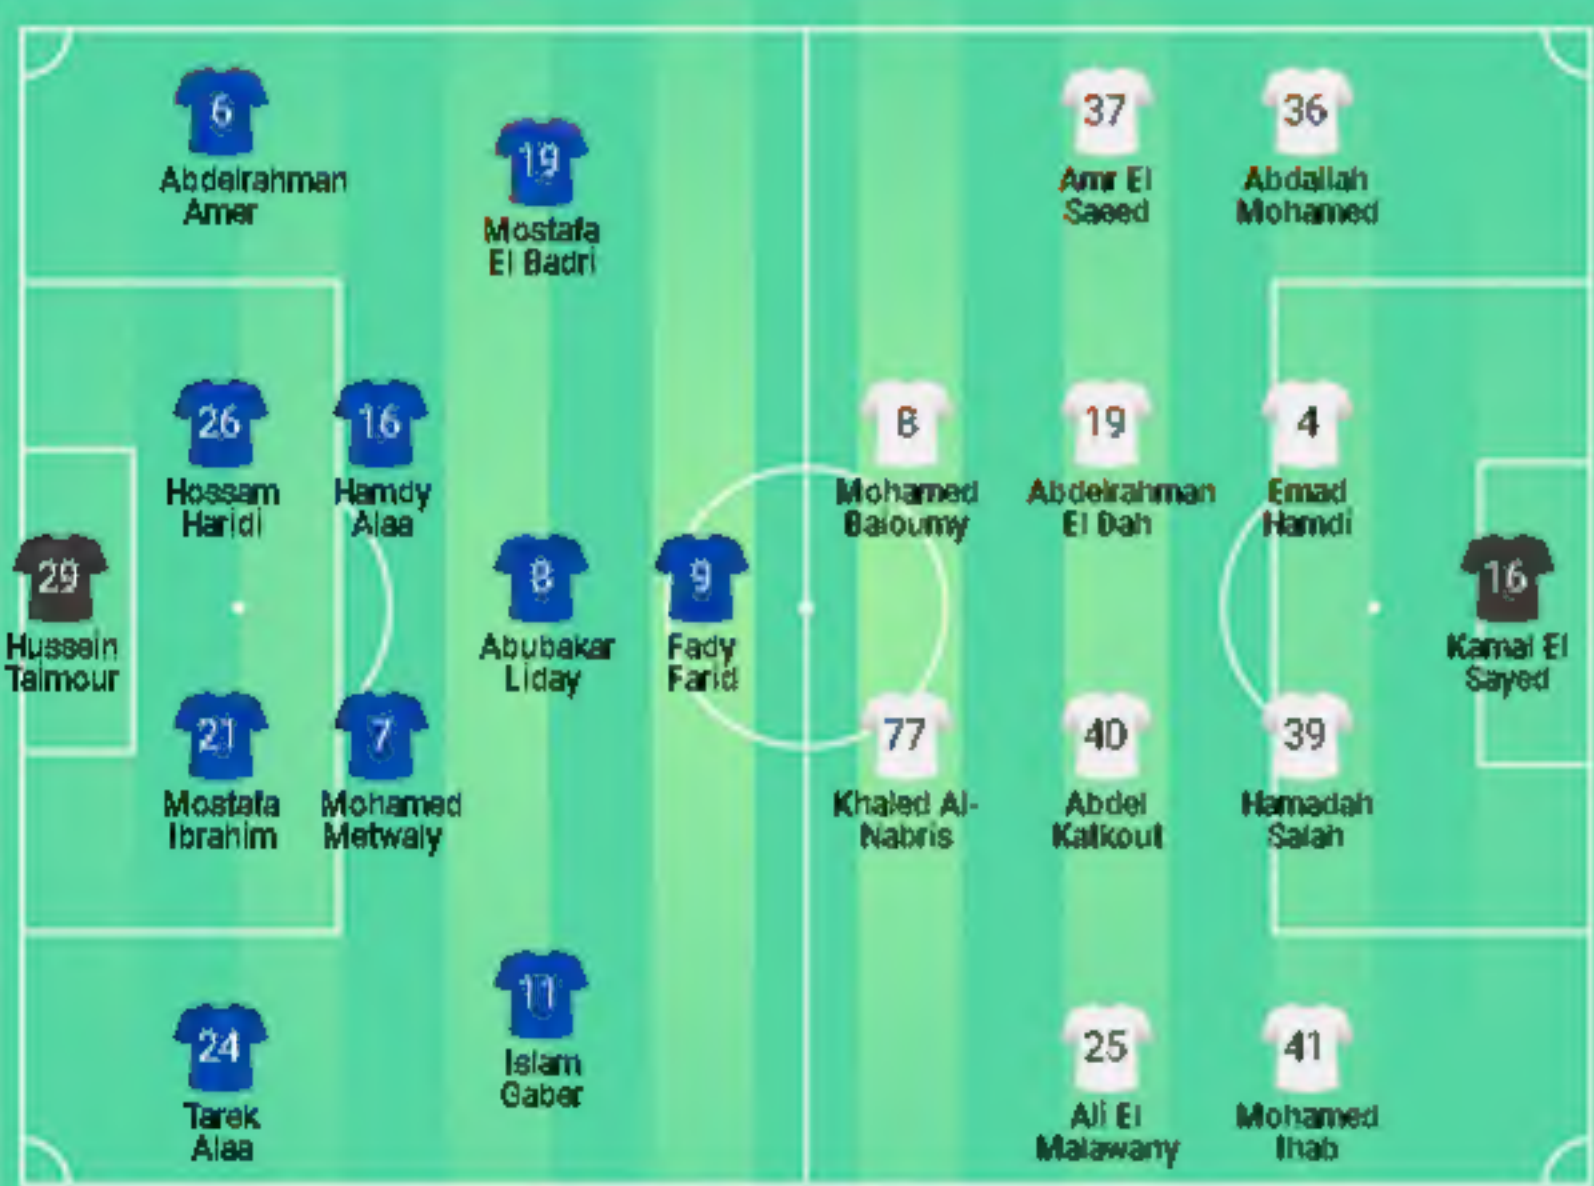 6
Abdelrahman
Amer
19
Mostafa
El Badri
26
Hossam
Haridi
16
Hamdy
Alaa
29
Hussein
Taimour
8
Abubakar
Liday
9
Fady
Farid
21
Mostafa
Ibrahim
7
Mohamed
Metwaly
24
Tarek
Alaa
11
Islam
Gaber
37
Amr El
Saeed
36
Abdallah
Mohamed
8
Mohamed
Baioumy
19
Abdelrahman
El Dah
4
Emad
Hamdi
16
Kamal El
Sayed
77
Khaled Al-
Nabris
40
Abdel
Kalkout
39
Hamadah
Salah
25
Ali El
Malawany
41
Mohamed
Ihab